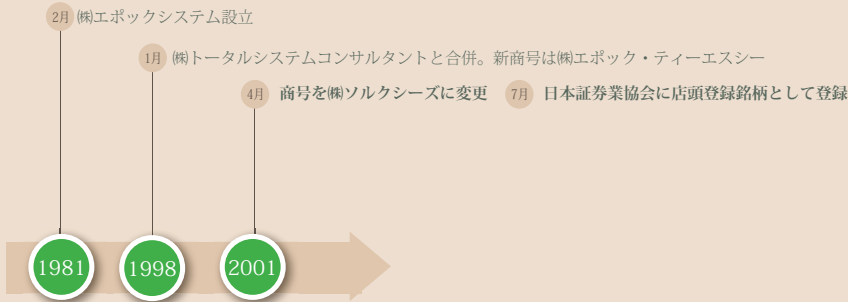 2月 ㈱エポックシステム設立
1月 ㈱トータルシステムコンサルタントと合併。新商号は㈱エポック・ティーエスシー
4月 商号を㈱ソルクシーズに変更 7月 日本証券業協会に店頭登録銘柄として登録
1981 1998 2001